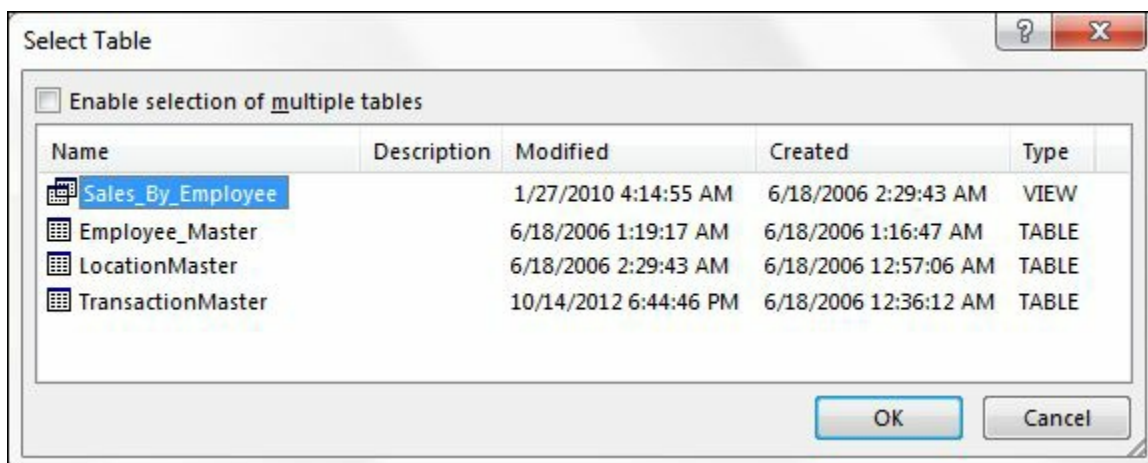 Select Table
?
X
Enable selection of multiple tables
Name Description Modified Created Type
Sales_By_Employee 1/27/2010 4:14:55 AM 6/18/2006 2:29:43 AM VIEW
Employee_Master 6/18/2006 1:19:17 AM 6/18/2006 1:16:47 AM TABLE
LocationMaster 6/18/2006 2:29:43 AM 6/18/2006 12:57:06 AM TABLE
TransactionMaster 10/14/2012 6:44:46 PM 6/18/2006 12:36:12 AM TABLE
OK Cancel